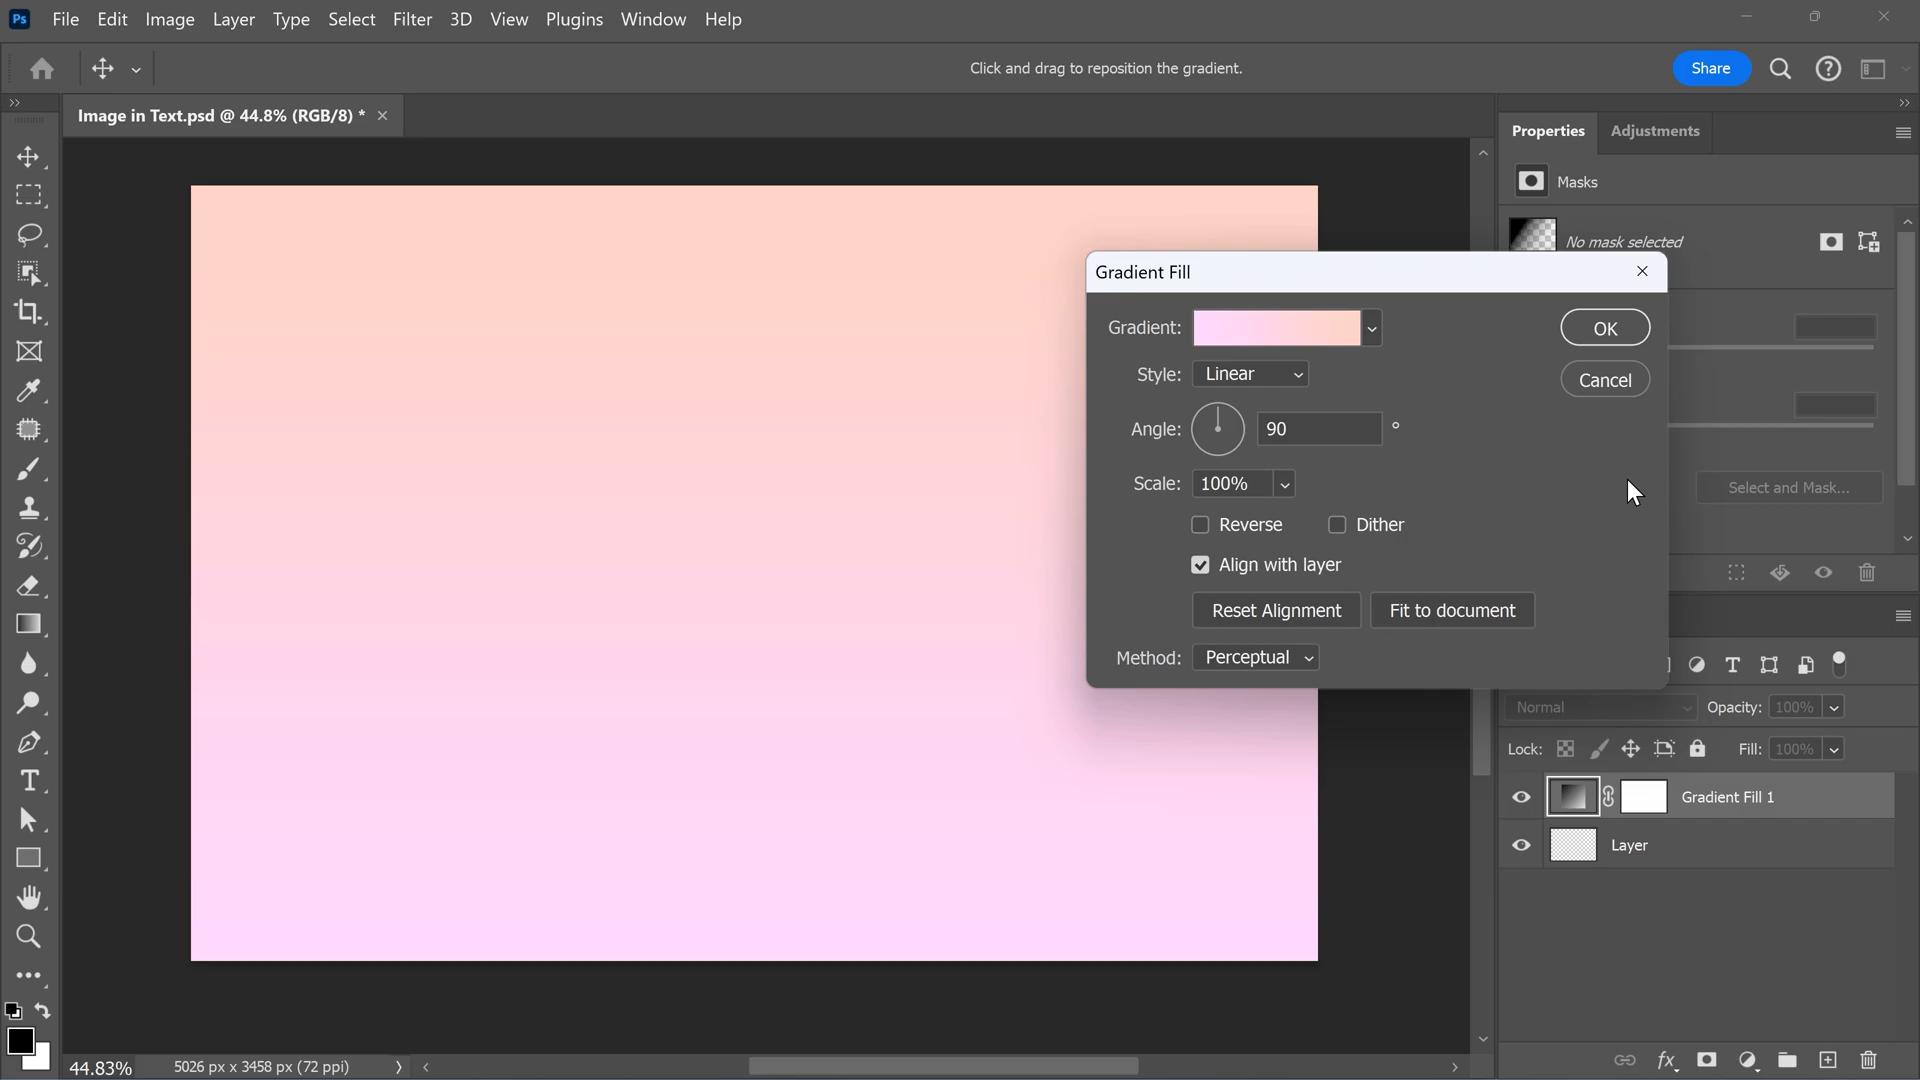 Ps File Edit Image Layer Type Select Filter 3D View Plugins Window Help
Click and drag to reposition the gradient.
Share
Image in Text.psd @ 44.8% (RGB/8) *
Properties Adjustments
Masks
No mask selected
Gradient Fill
Gradient:
OK
Style: Linear
Cancel
Angle: 90 °
Scale: 100%
Select and Mask...
Reverse Dither
Align with layer
Reset Alignment Fit to document
Method: Perceptual
Normal Opacity: 100%
Lock: Fill: 100%
Gradient Fill 1
Layer
44.83% 5026 px x 3458 px (72 ppi)